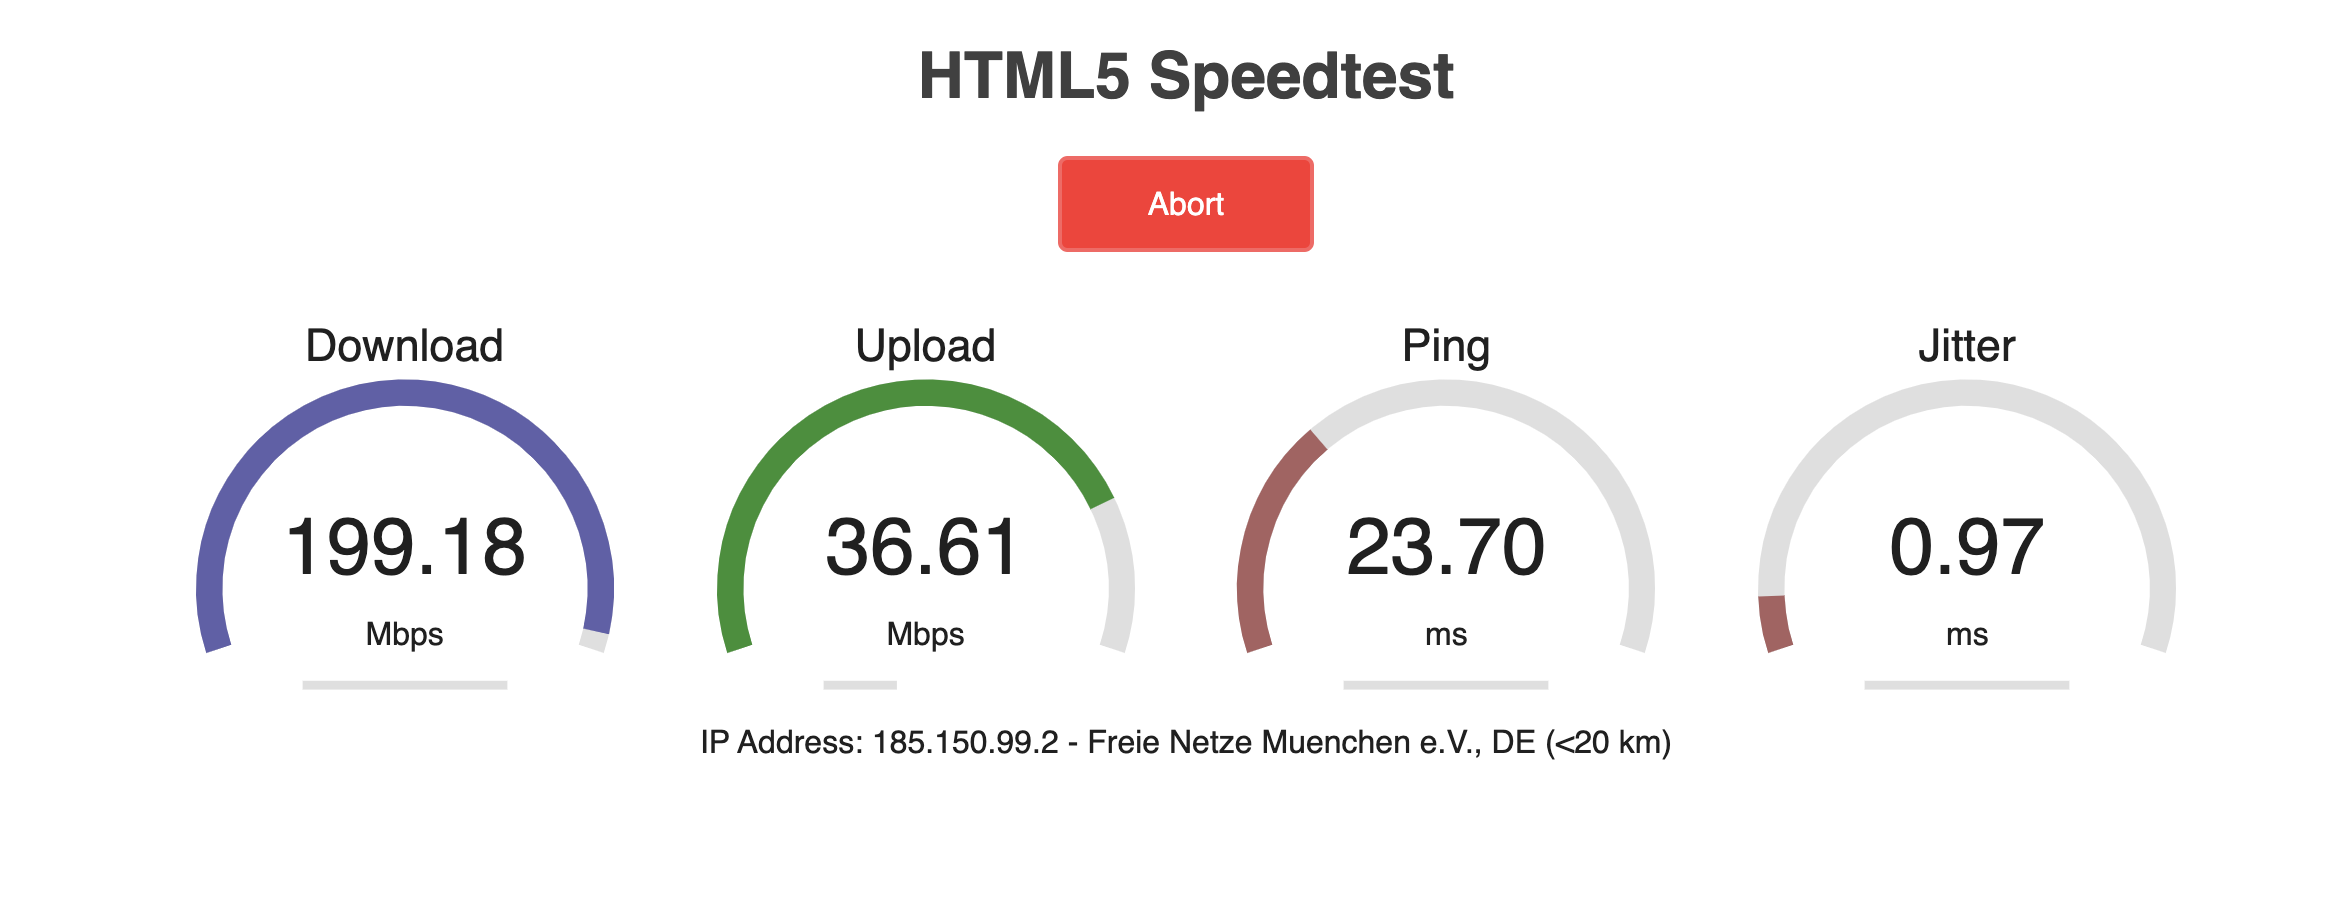 HTML5 Speedtest
Abort
Download
199.18
Mbps
Upload
36.61
Mbps
Ping
23.70
ms
Jitter
0.97
ms
IP Address: 185.150.99.2 - Freie Netze Muenchen e.V., DE (<20 km)